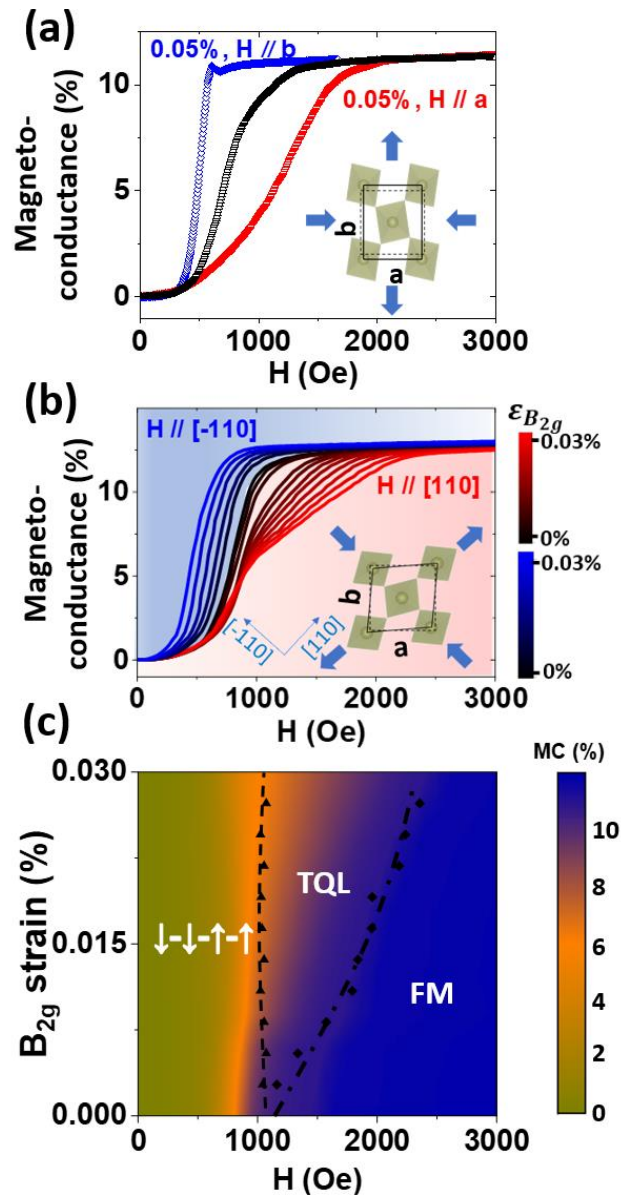 (a)
Magneto-
conductance (%)
10
5
0
0.05% , H // b
0.05% , H // a
b
a
0 1000 2000 3000
H (Oe)
(b)
Magneto-
conductance (%)
10
5
0
H // [-110]
H // [110]
[-110]
[110]
b
a
0 1000 2000 3000
H (Oe)
εB2g
0.03%
0%
0.03%
0%
(c)
B2g strain (%)
0.030
0.015
0.000
↓-↓-↑-↑
TQL
FM
0 1000 2000 3000
H (Oe)
MC (%)
10
8
6
4
2
0